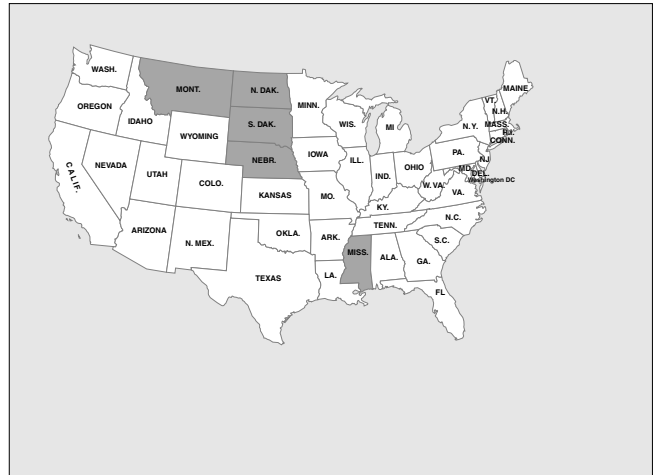 WASH.
MONT.
N. DAK.
MINN.
MAINE
OREGON
IDAHO
S. DAK.
WIS.
MI
VT.
N.H.
WYOMING
N.Y.
MASS.
R.I.
CONN.
NEVADA
UTAH
NEBR.
IOWA
ILL.
IND.
OHIO
PA.
NJ
MD.
DEL.
Washington DC
CALIF.
COLO.
KANSAS
MO.
KY.
W. VA.
VA.
ARIZONA
N. MEX.
OKLA.
ARK.
TENN.
N.C.
S.C.
TEXAS
LA.
MISS.
ALA.
GA.
FL